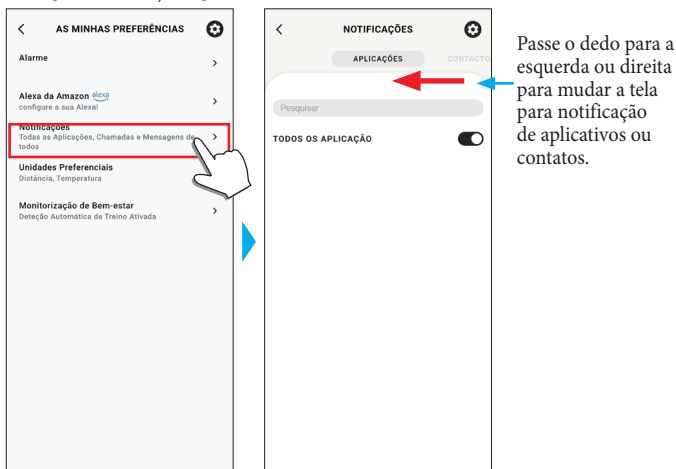 AS MINHAS PREFERÊNCIAS
Alarme
Alexa da Amazon alexa
configure a sua Alexa!
Notificações
Todas as Aplicações, Chamadas e Mensagens de
todos
Unidades Preferenciais
Distância, Temperatura
Monitorização de Bem-estar
Deteção Automática de Treino Ativada
NOTIFICAÇÕES
APLICAÇÕES CONTACTO
Pesquisar
TODOS OS APLICAÇÃO
Passe o dedo para a
esquerda ou direita
para mudar a tela
para notificação
de aplicativos ou
contatos.